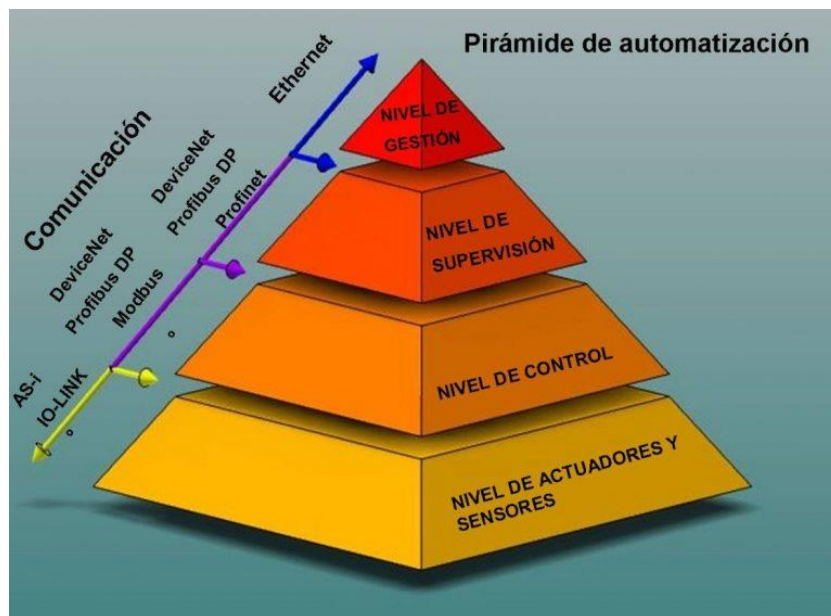 Pirámide de automatización
Comunicación
Ethernet
DeviceNet
Profibus DP
Profinet
DeviceNet
Profibus DP
Modbus
AS-i
IO-LINK
NIVEL DE
GESTIÓN
NIVEL DE
SUPERVISIÓN
NIVEL DE CONTROL
NIVEL DE ACTUADORES Y
SENSORES